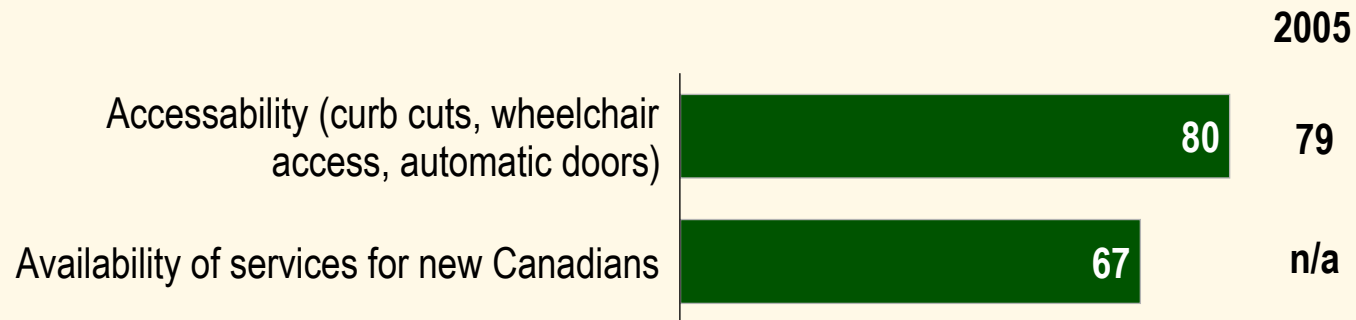 2005
Accessability (curb cuts, wheelchair
access, automatic doors)
80
79
Availability of services for new Canadians
67
n/a